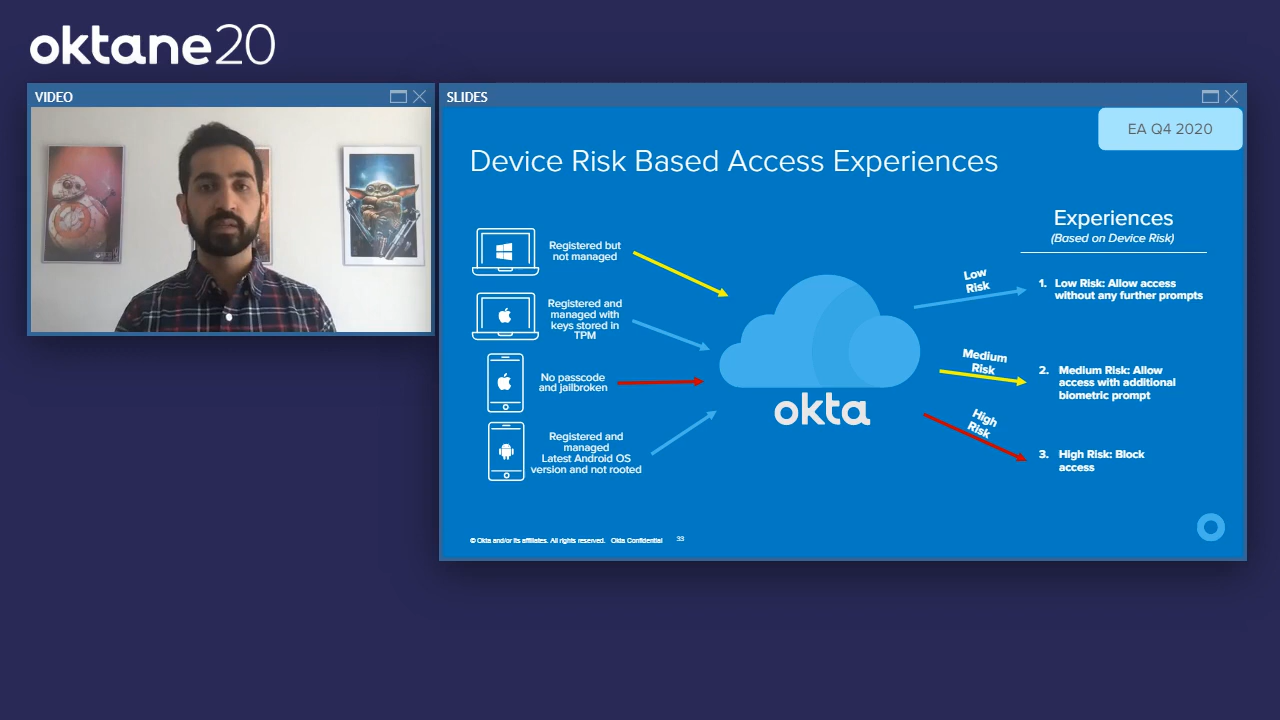 oktane20
VIDEO
SLIDES
EA Q4 2020
Device Risk Based Access Experiences
Registered but
not managed
Registered and
managed with
keys stored in
TPM
No passcode
and jailbroken
Registered and
managed
Latest Android OS
version and not rooted
okta
Low
Risk
Medium
Risk
High
Risk
Experiences
(Based on Device Risk)
1. Low Risk: Allow access
without any further prompts
2. Medium Risk: Allow
access with additional
biometric prompt
3. High Risk: Block
access
© Okta and/or its affiliates. All rights reserved. Okta Confidential 33